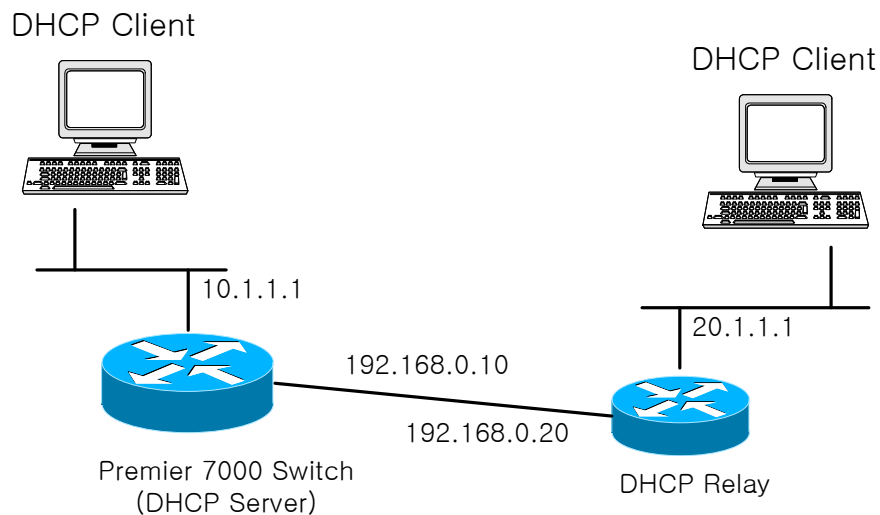 DHCP Client
DHCP Client
10.1.1.1
20.1.1.1
192.168.0.10
192.168.0.20
Premier 7000 Switch
(DHCP Server)
DHCP Relay